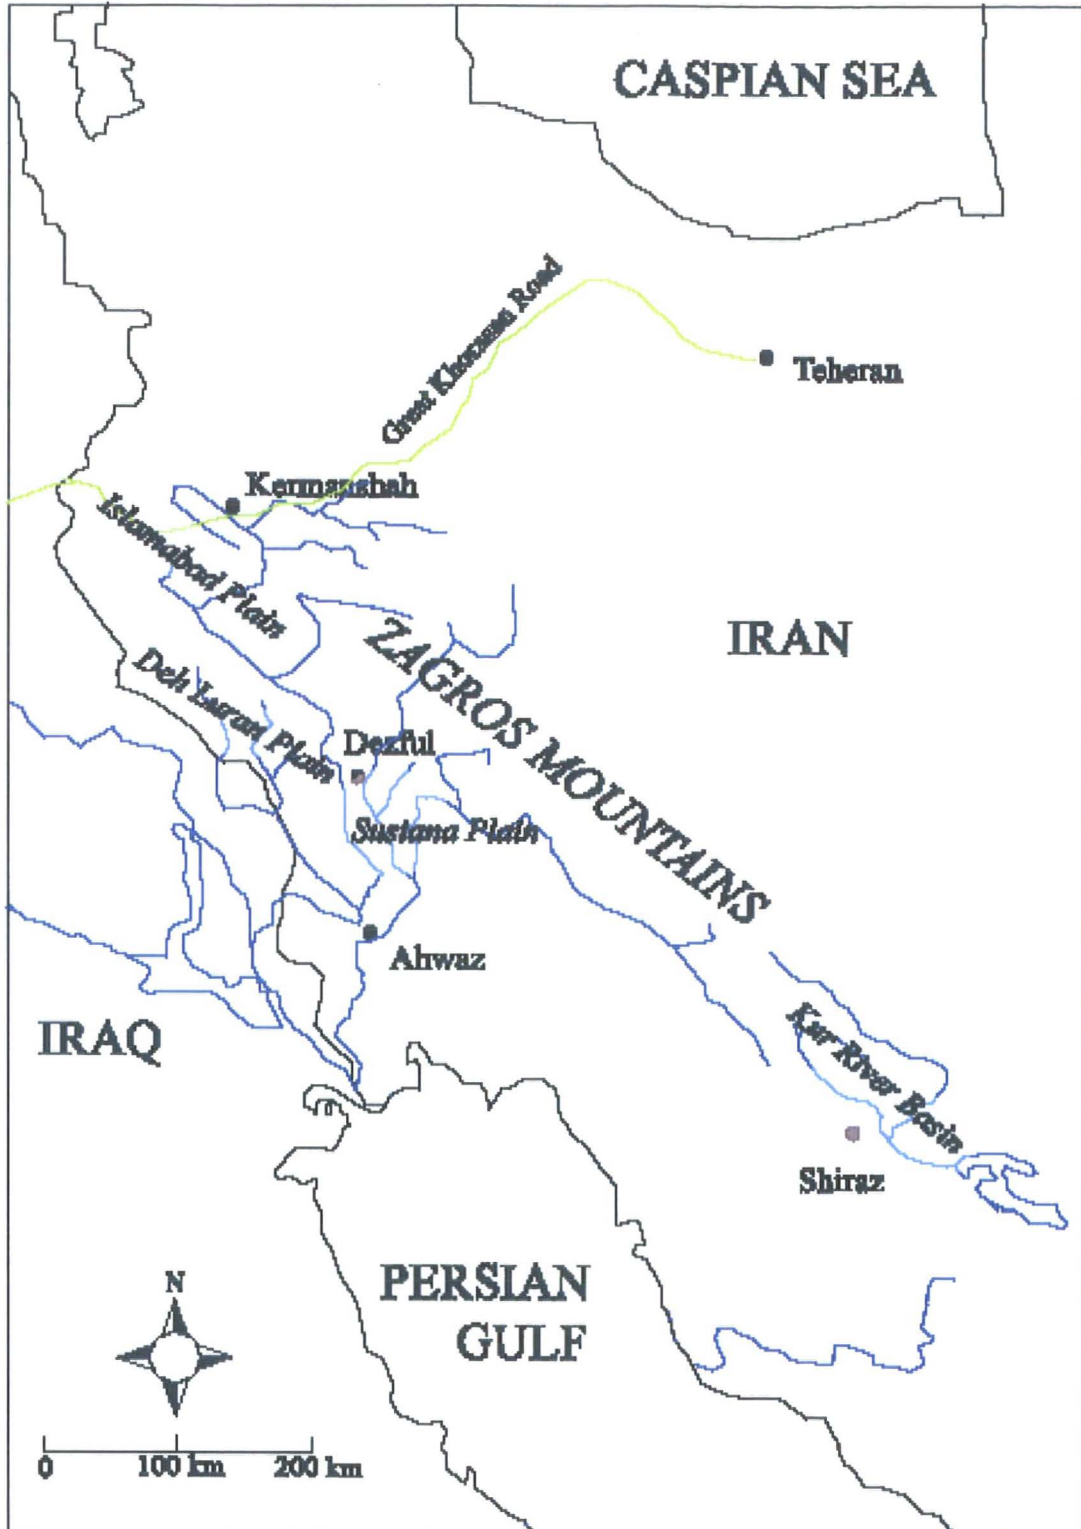 CASPIAN SEA
Great Khorasan Road
Teheran
Kermanshah
Islamabad Plain
ZAGROS MOUNTAINS
IRAN
Deh Luran Plain
Dezful
Susiana Plain
Ahwaz
IRAQ
Kur River Basin
Shiraz
PERSIAN
GULF
N
0 100 km 200 km